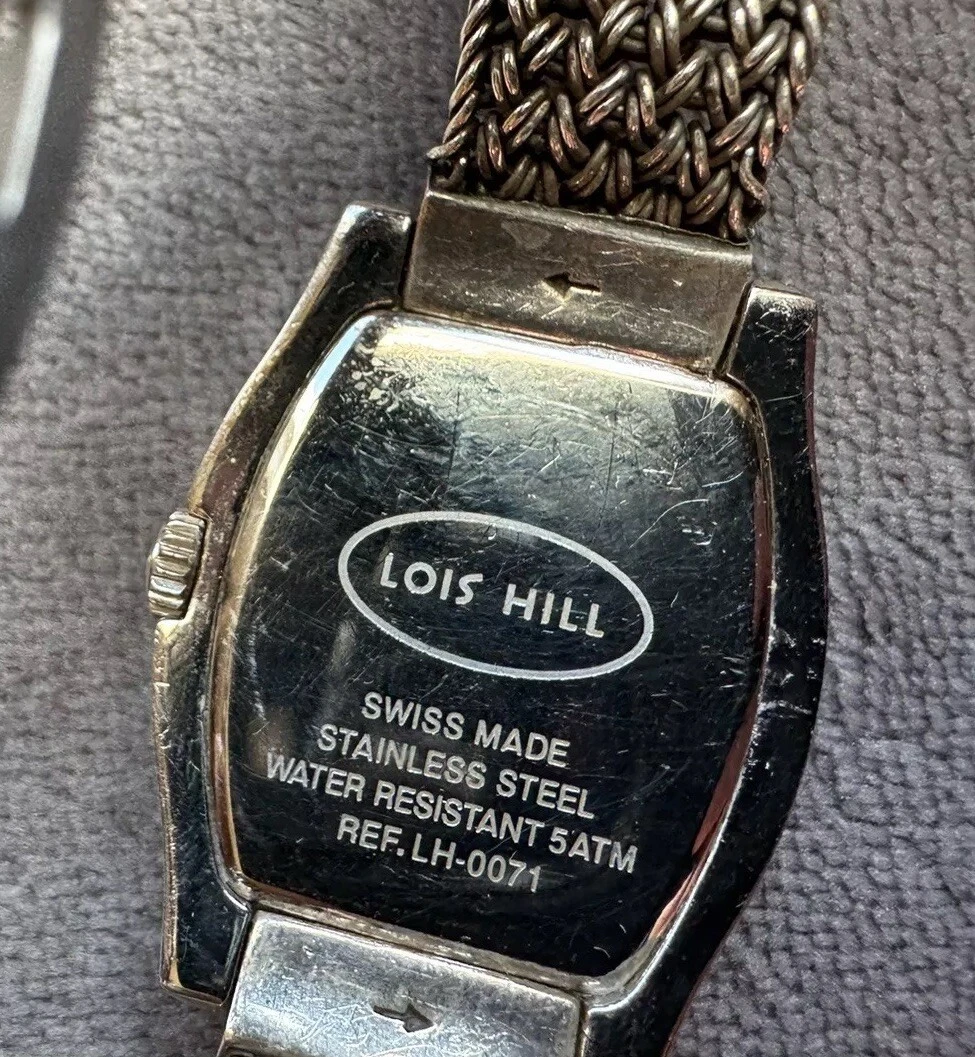 LOIS HILL
SWISS MADE
STAINLESS STEEL
WATER RESISTANT 5ATM
REF. LH-0071